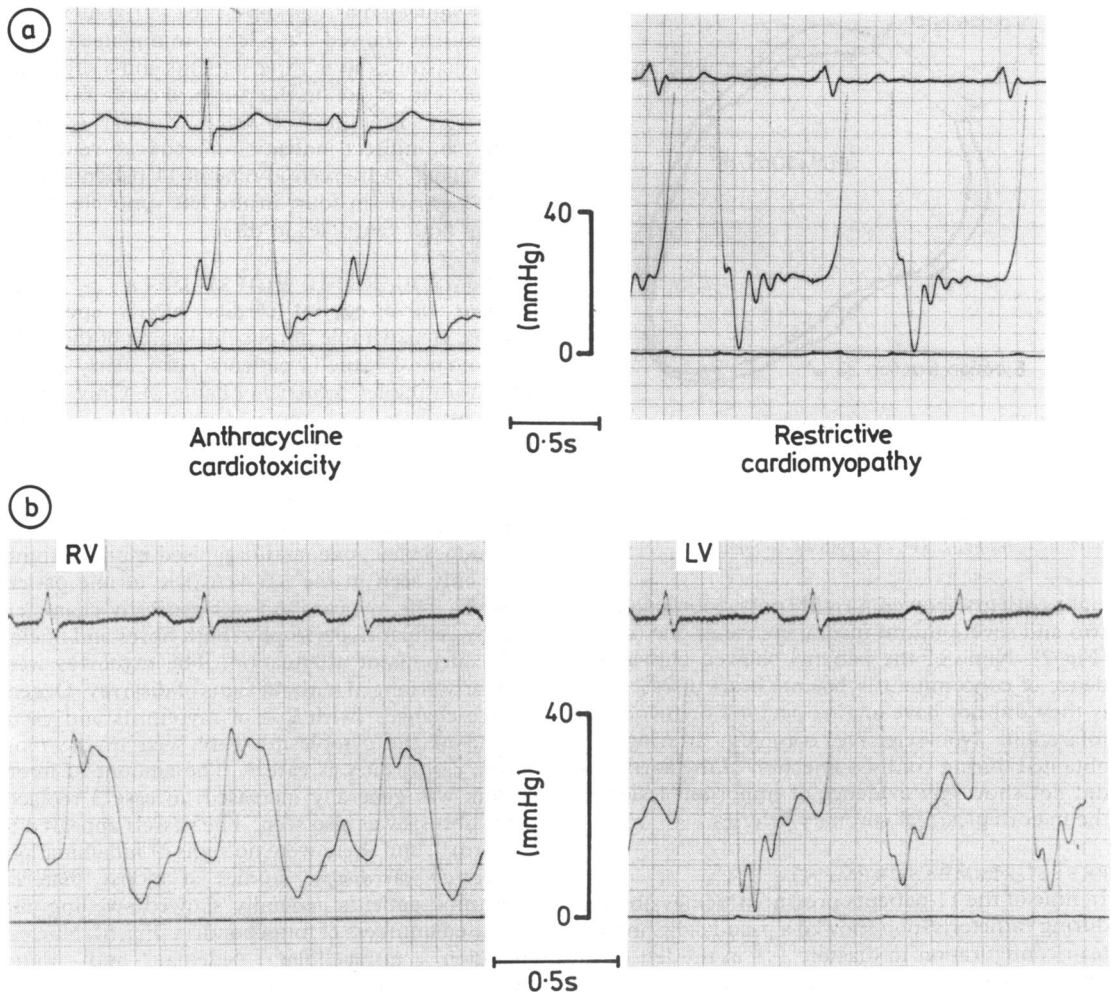 a
40
(mmHg)
0
0·5s
Anthracycline
cardiotoxicity
Restrictive
cardiomyopathy
b
RV
LV
40
(mmHg)
0
0·5s